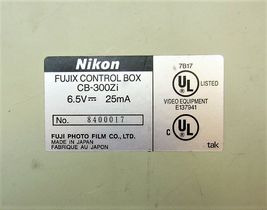 Nikon
FUJIX CONTROL BOX
CB-300Zi
6.5V⎓ 25mA
No. 8400017
FUJI PHOTO FILM CO., LTD.
MADE IN JAPAN
FABRIQUE AU JAPON
7B17
UL LISTED
VIDEO EQUIPMENT
E137941
C UL
tak